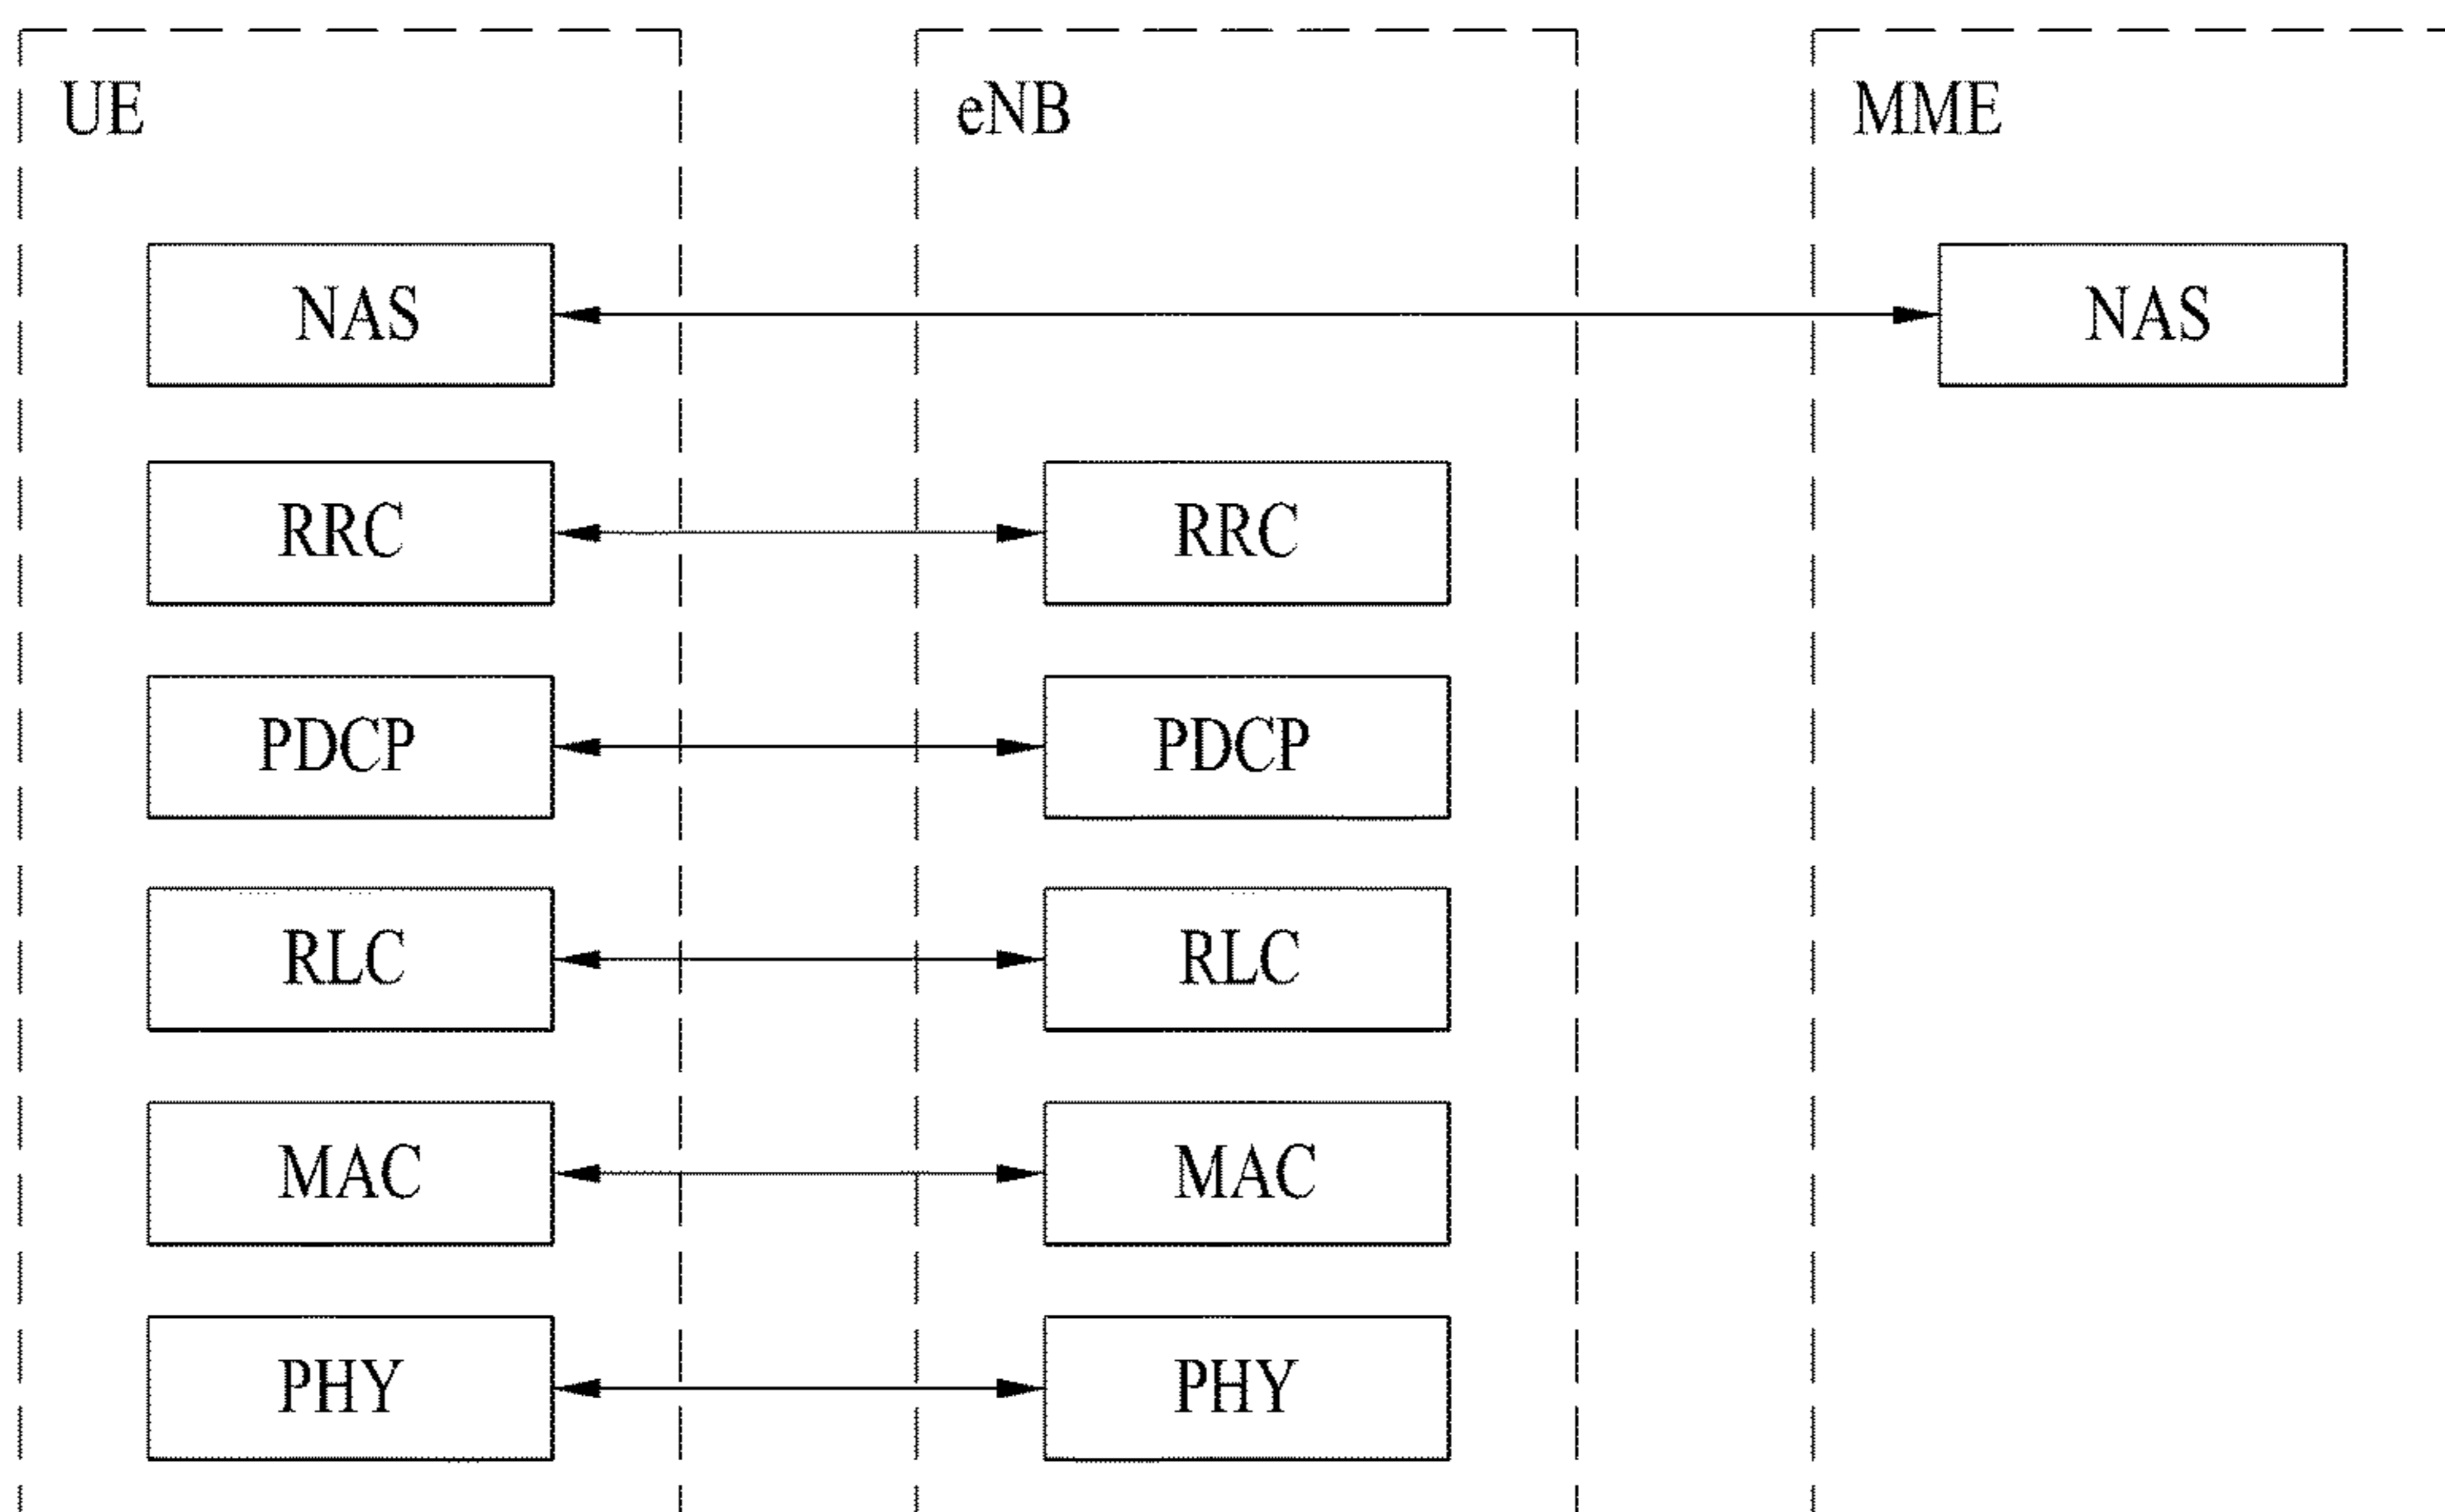 UE eNB MME
NAS NAS
RRC RRC
PDCP PDCP
RLC RLC
MAC MAC
PHY PHY